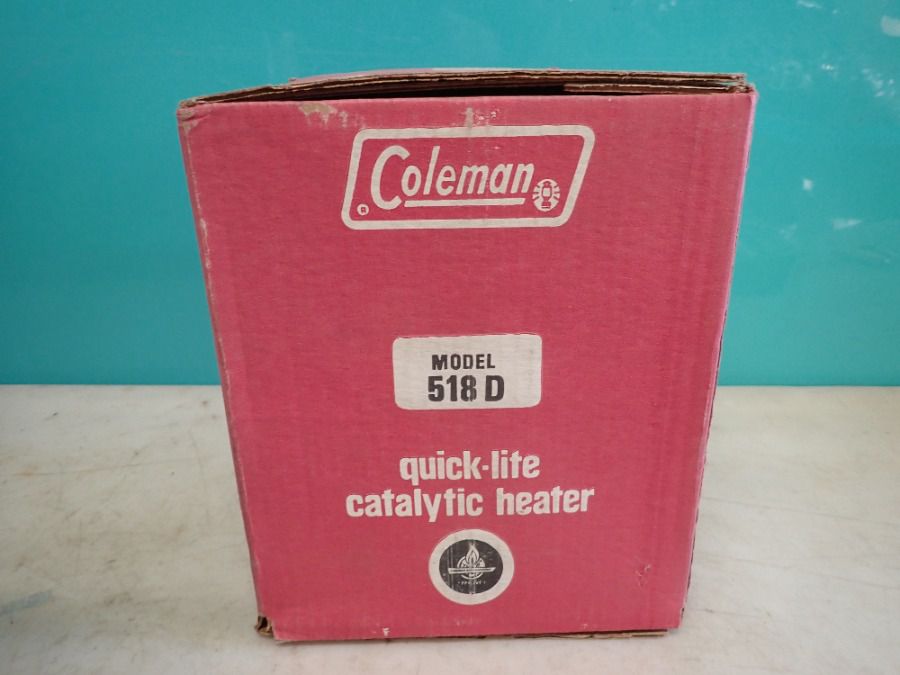 Coleman
®
MODEL
518 D
quick-lite
catalytic heater